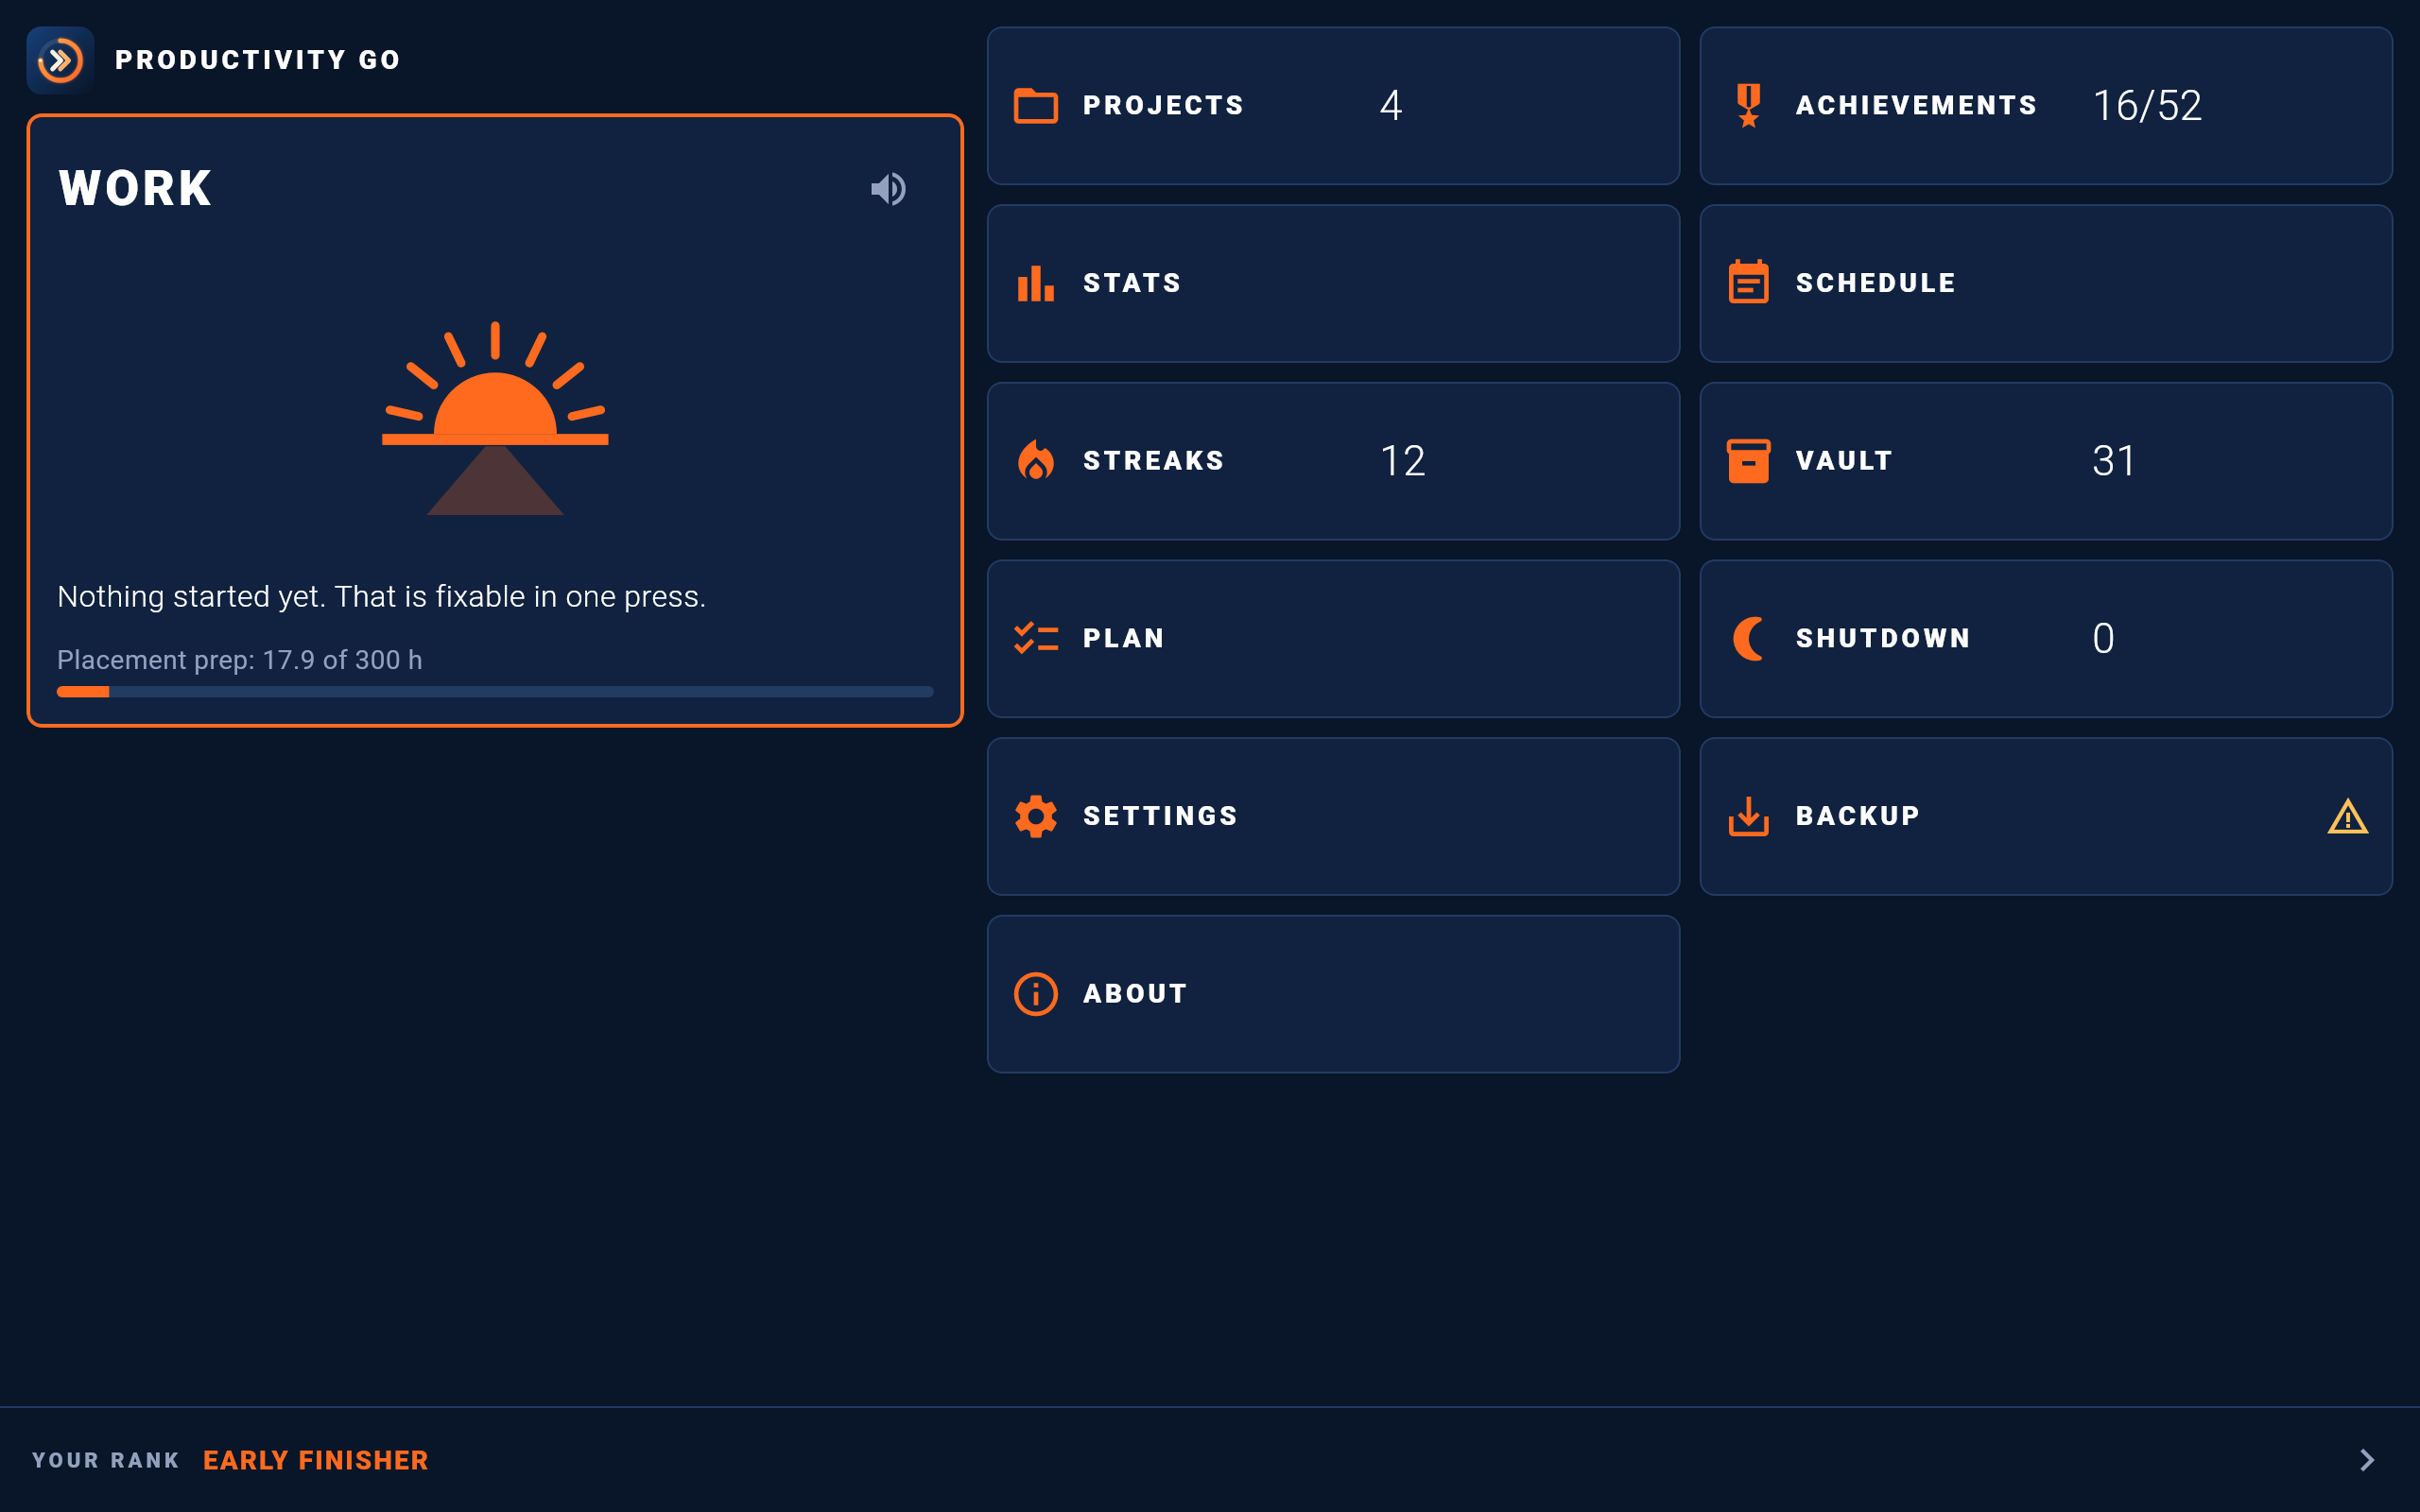 PRODUCTIVITY GO
WORK
Nothing started yet. That is fixable in one press.
Placement prep: 17.9 of 300 h
PROJECTS 4
ACHIEVEMENTS 16/52
STATS
SCHEDULE
STREAKS 12
VAULT 31
PLAN
SHUTDOWN 0
SETTINGS
BACKUP
ABOUT
YOUR RANK EARLY FINISHER